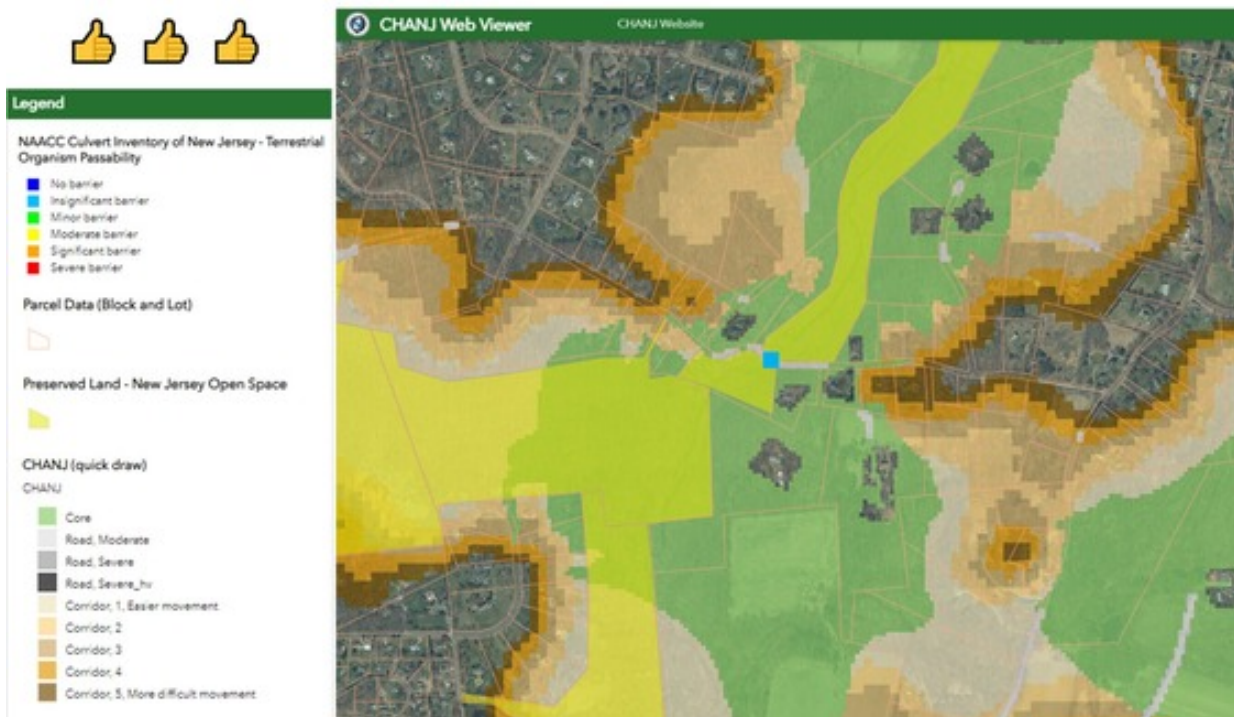 CHANJ Web Viewer
CHANJ Website
Legend
NAACC Culvert Inventory of New Jersey - Terrestrial
Organism Passability
No barrier
Insignificant barrier
Minor barrier
Moderate barrier
Significant barrier
Severe barrier
Parcel Data (Block and Lot)
Preserved Land - New Jersey Open Space
CHANJ (quick draw)
CHANJ
Core
Road, Moderate
Road, Severe
Road, Severe_hv
Corridor, 1, Easier movement
Corridor, 2
Corridor, 3
Corridor, 4
Corridor, 5, More difficult movement